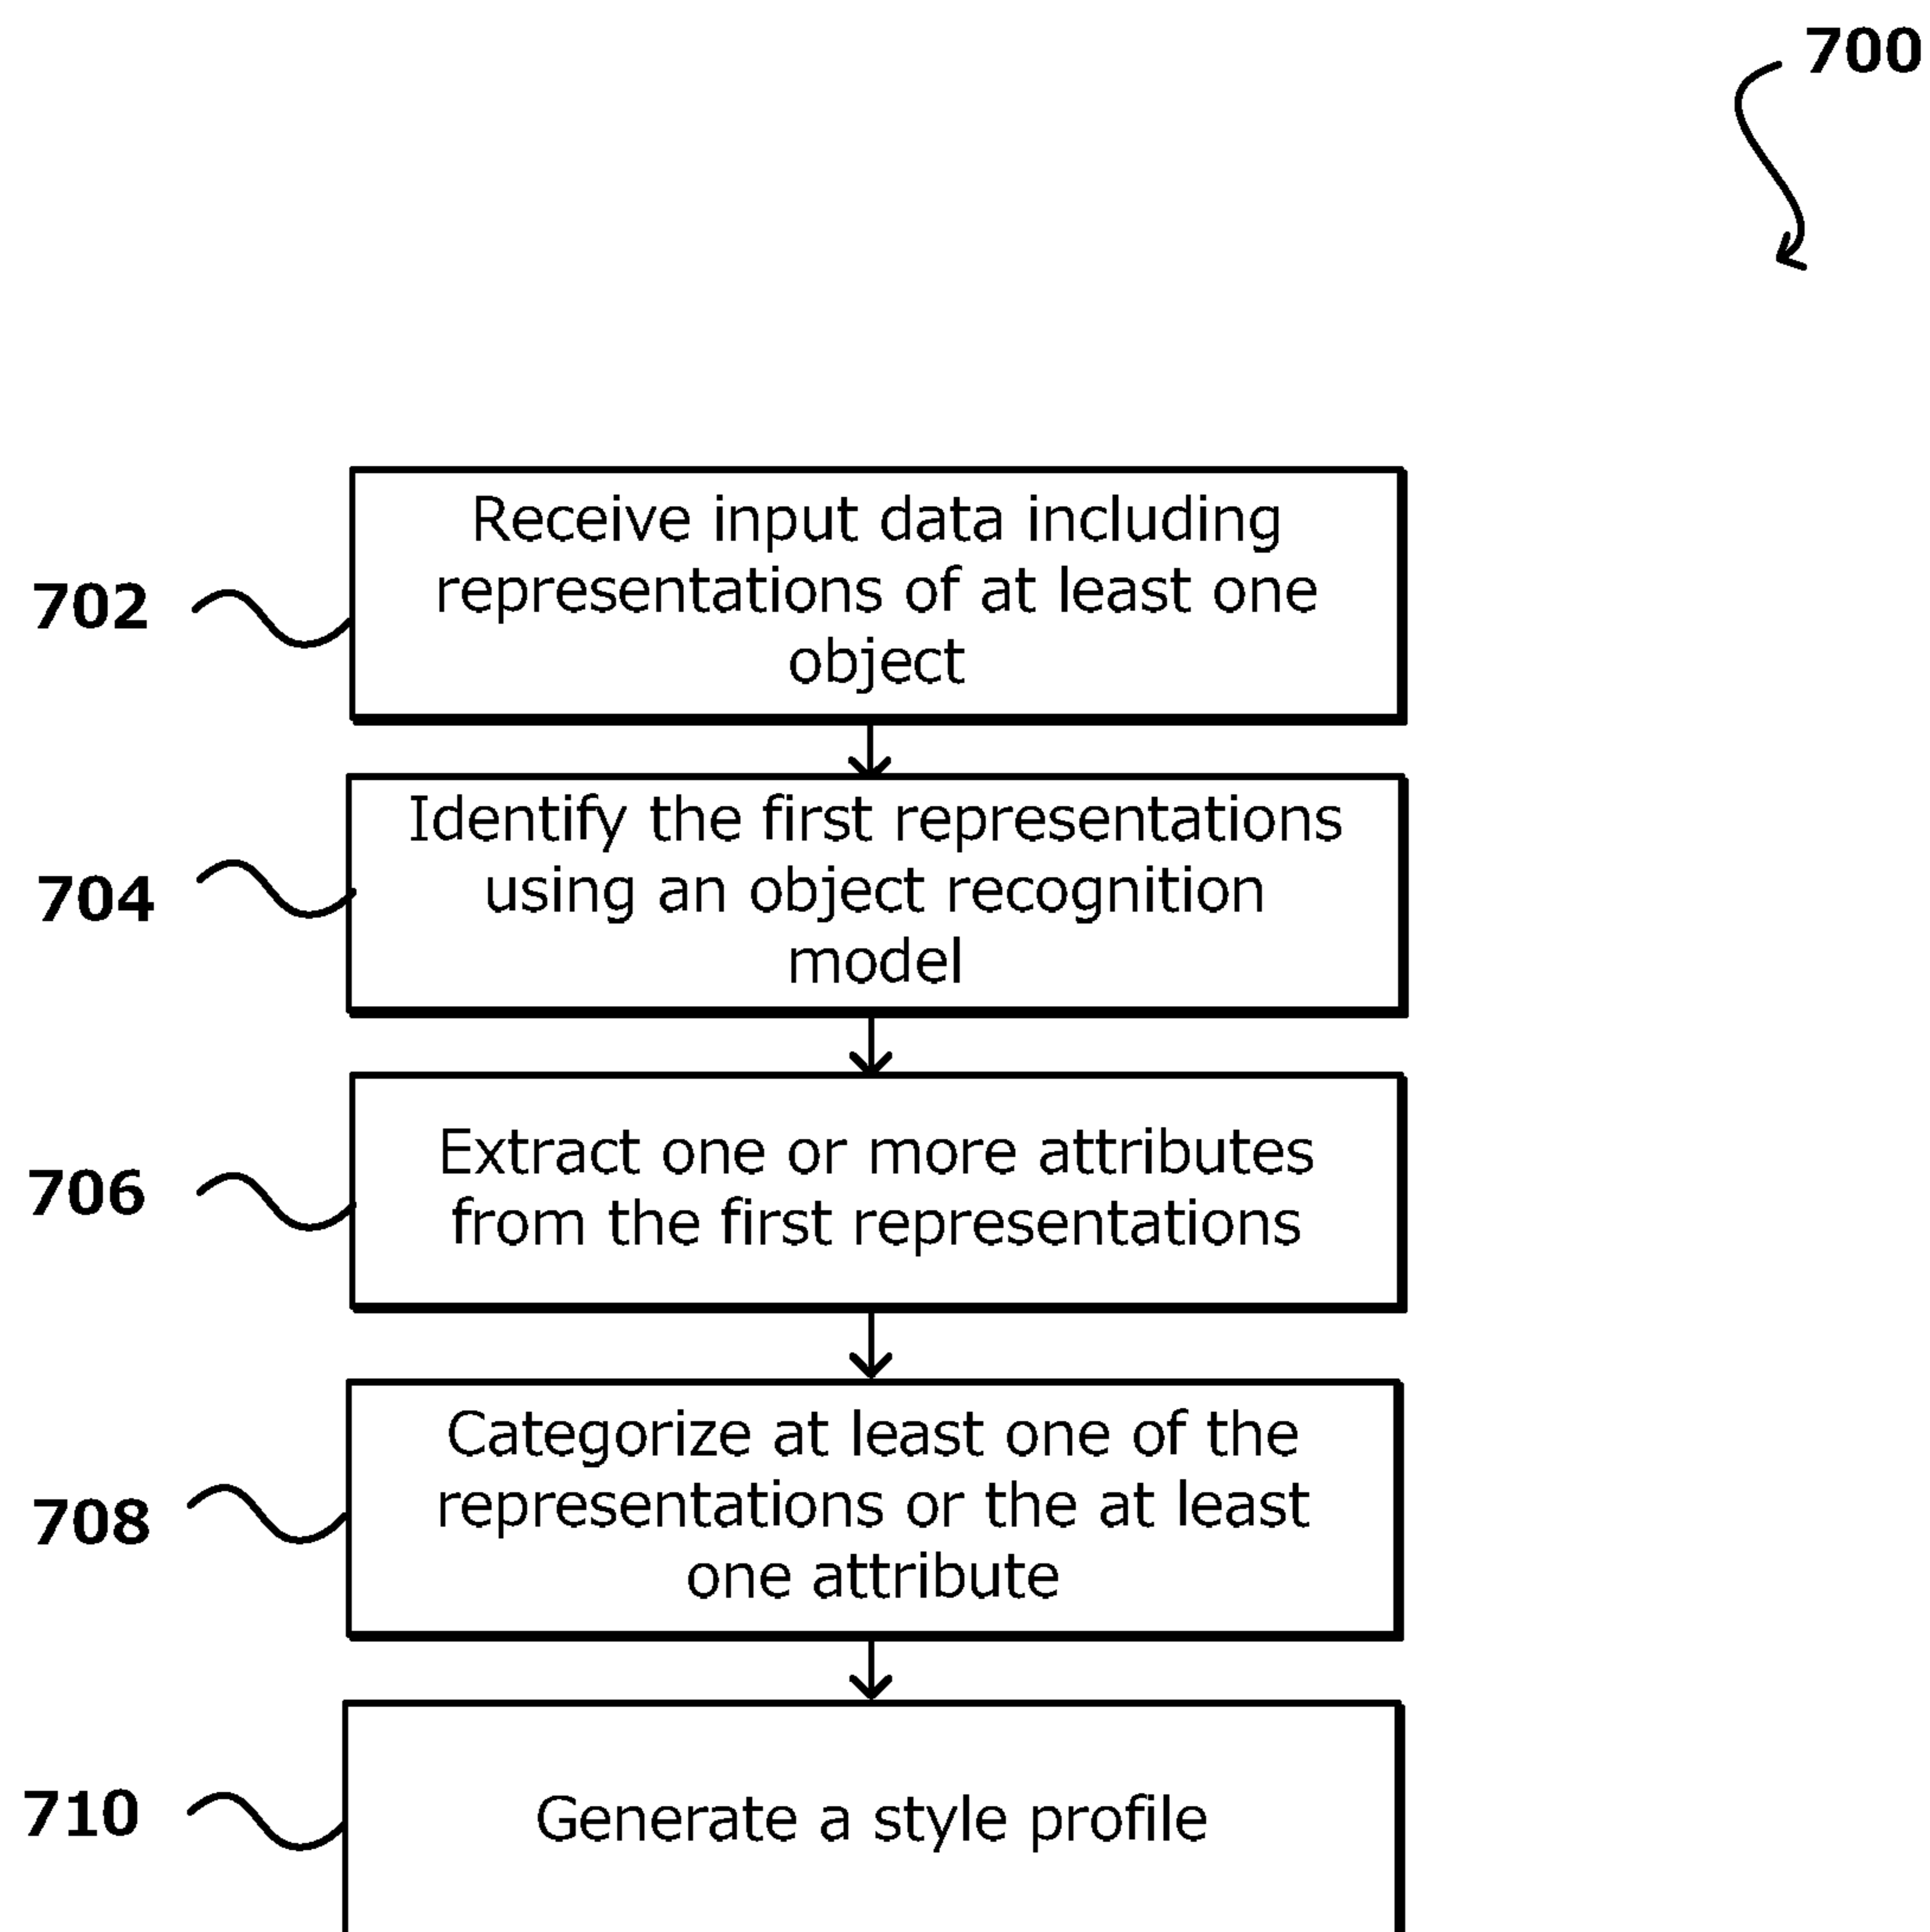 700
Receive input data including
representations of at least one
object
702
Identify the first representations
using an object recognition
model
704
Extract one or more attributes
from the first representations
706
Categorize at least one of the
representations or the at least
one attribute
708
Generate a style profile
710